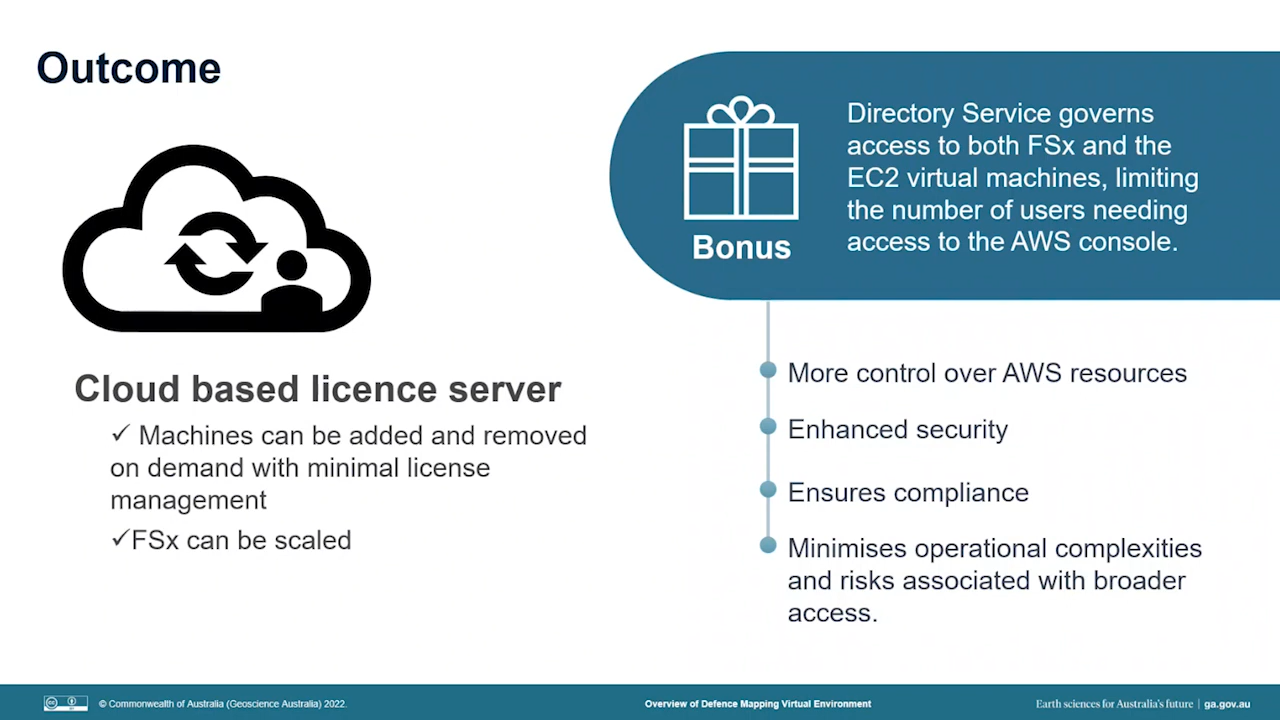 Outcome
Cloud based licence server
✓ Machines can be added and removed
on demand with minimal license
management
✓FSx can be scaled
Bonus
Directory Service governs
access to both FSx and the
EC2 virtual machines, limiting
the number of users needing
access to the AWS console.
More control over AWS resources
Enhanced security
Ensures compliance
Minimises operational complexities
and risks associated with broader
access.
© Commonwealth of Australia (Geoscience Australia) 2022.
Overview of Defence Mapping Virtual Environment
Earth sciences for Australia's future | ga.gov.au